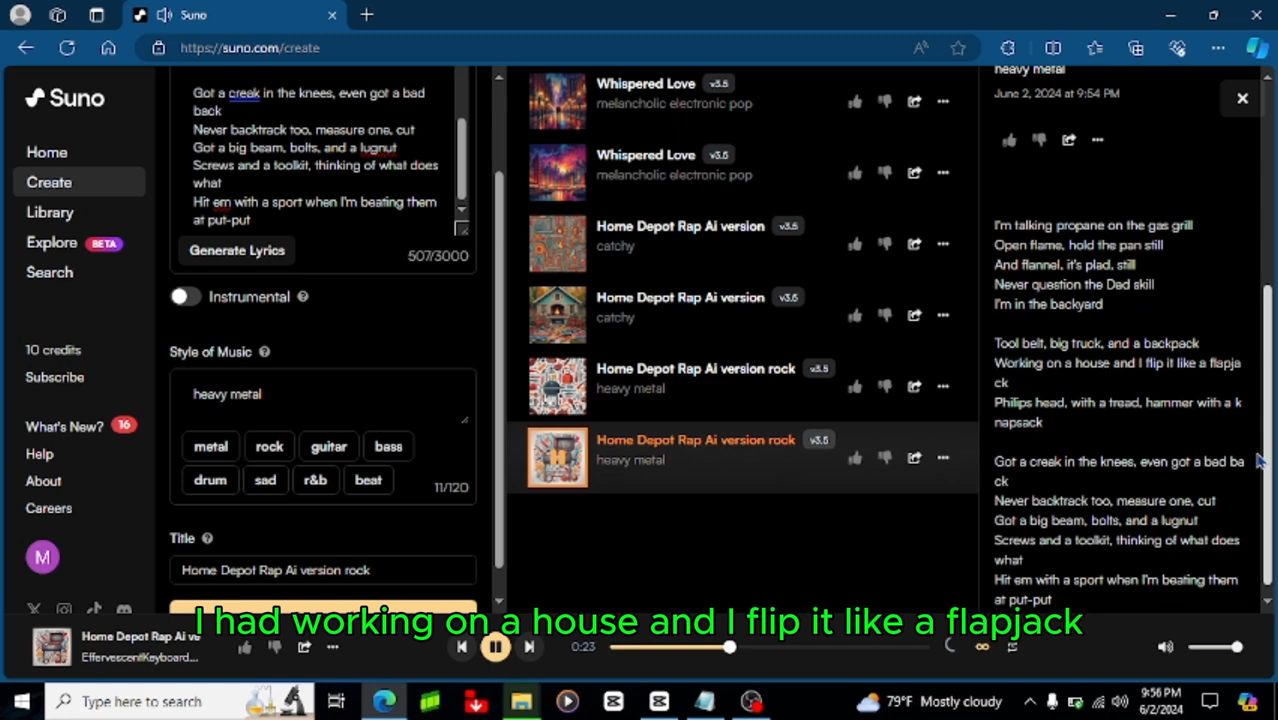 Suno
https://suno.com/create
Suno
Home
Create
Library
Explore BETA
Search
10 credits
Subscribe
What's New? 16
Help
About
Careers
M
Got a creak in the knees, even got a bad
back
Never backtrack too, measure one, cut
Got a big beam, bolts, and a lugnut
Screws and a toolkit, thinking of what does
what
Hit em with a sport when I'm beating them
at put-put
Generate Lyrics
507/3000
Instrumental
Style of Music
heavy metal
metal rock guitar bass
drum sad r&b beat
11/120
Title
Home Depot Rap Ai version rock
Whispered Love v3.5
melancholic electronic pop
Whispered Love v3.5
melancholic electronic pop
Home Depot Rap Ai version v3.5
catchy
Home Depot Rap Ai version v3.5
catchy
Home Depot Rap Ai version rock v3.5
heavy metal
Home Depot Rap Ai version rock v3.5
heavy metal
heavy metal
June 2, 2024 at 9:54 PM
I'm talking propane on the gas grill
Open flame, hold the pan still
And flannel, it's plad, still
Never question the Dad skill
I'm in the backyard
Tool belt, big truck, and a backpack
Working on a house and I flip it like a flapja
ck
Philips head, with a tread, hammer with a k
napsack
Got a creak in the knees, even got a bad ba
ck
Never backtrack too, measure one, cut
Got a big beam, bolts, and a lugnut
Screws and a toolkit, thinking of what does
what
Hit em with a sport when I'm beating them
at put-put
I had working on a house and I flip it like a flapjack
Home Depot Rap Ai ve
EffervescentKeyboard...
0:23
Type here to search
79°F Mostly cloudy
9:56 PM
6/2/2024